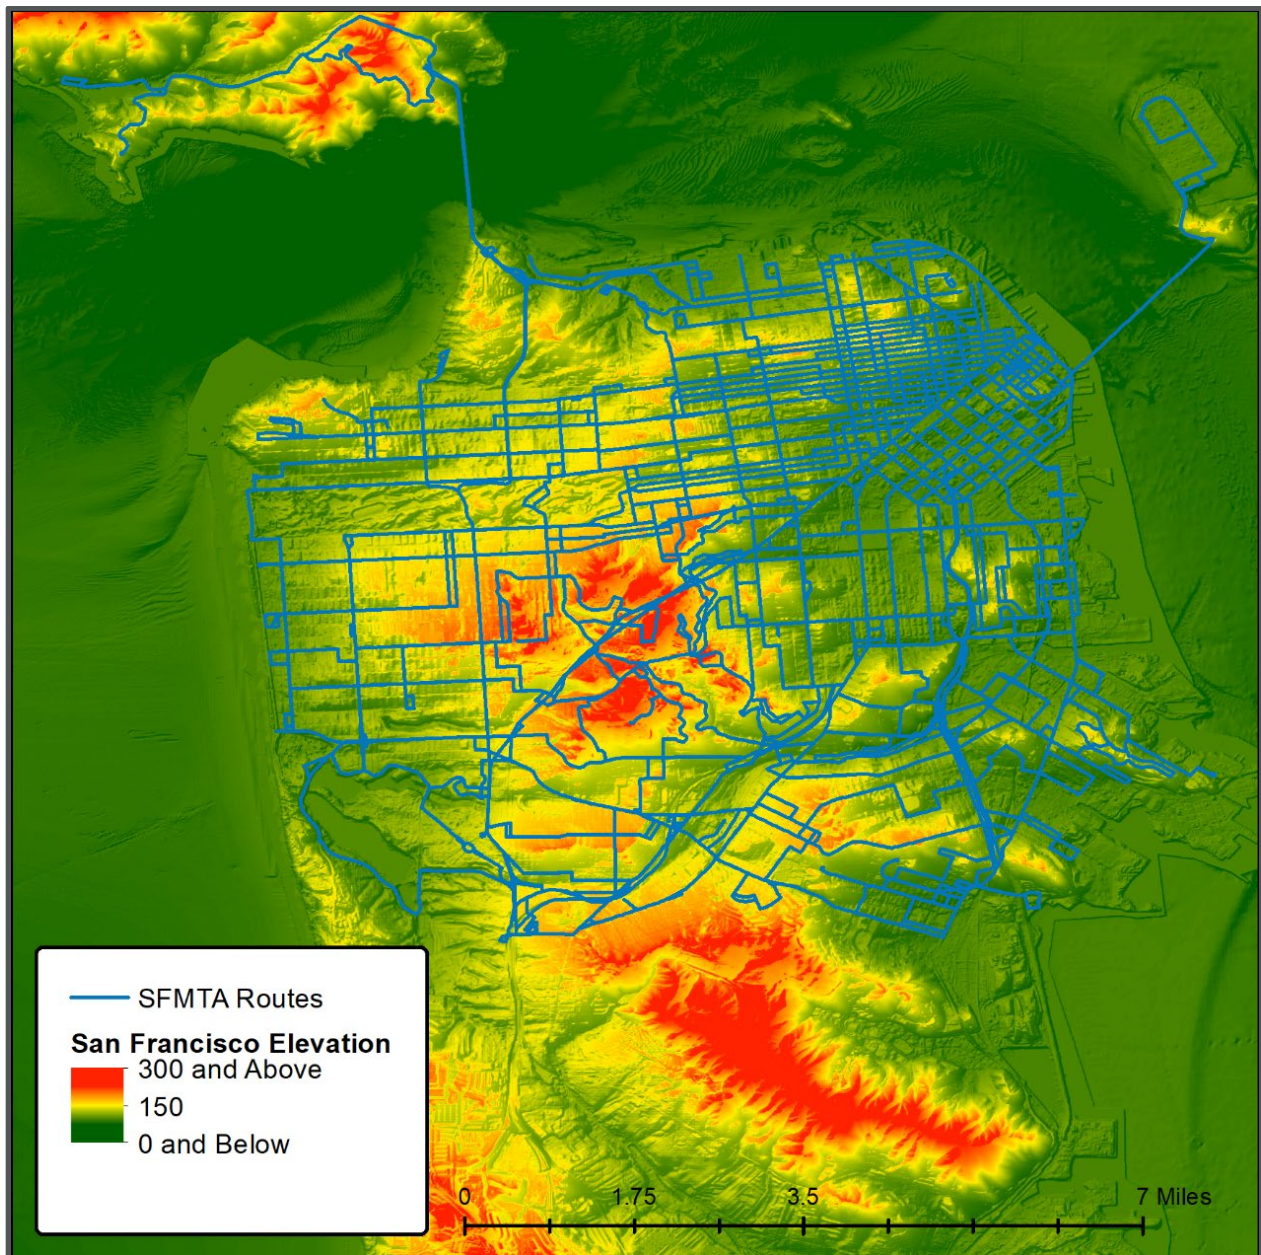 SFMTA Routes
San Francisco Elevation
300 and Above
150
0 and Below
0 1.75 3.5 7 Miles